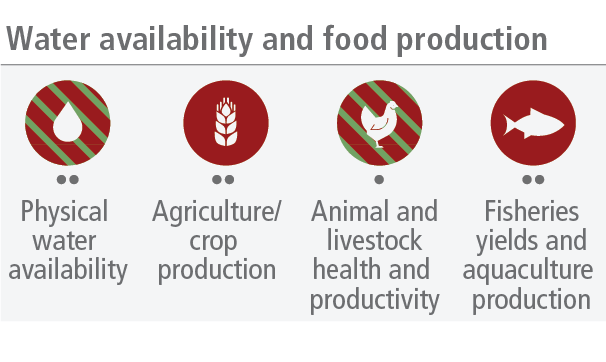 Water availability and food production
Physical
water
availability
Agriculture/
crop
production
Animal and
livestock
health and
productivity
Fisheries
yields and
aquaculture
production